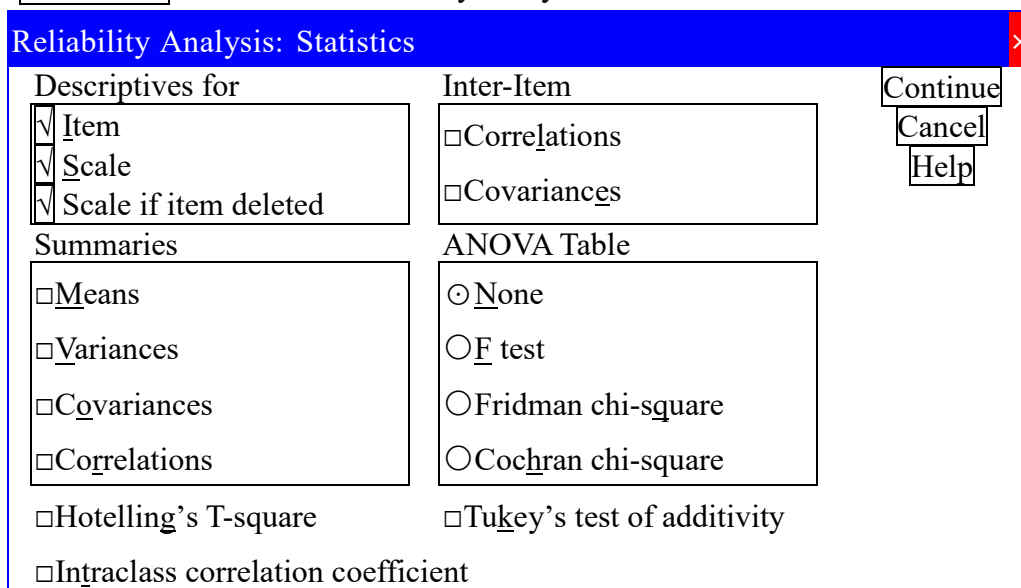 Reliability Analysis: Statistics ×
Descriptives for Inter-Item Continue
√ Item □Correlations Cancel
√ Scale □Covariances Help
√ Scale if item deleted
Summaries ANOVA Table
□Means ⊙None
□Variances ○F test
□Covariances ○Fridman chi-square
□Correlations ○Cochran chi-square
□Hotelling’s T-square □Tukey’s test of additivity
□Intraclass correlation coefficient